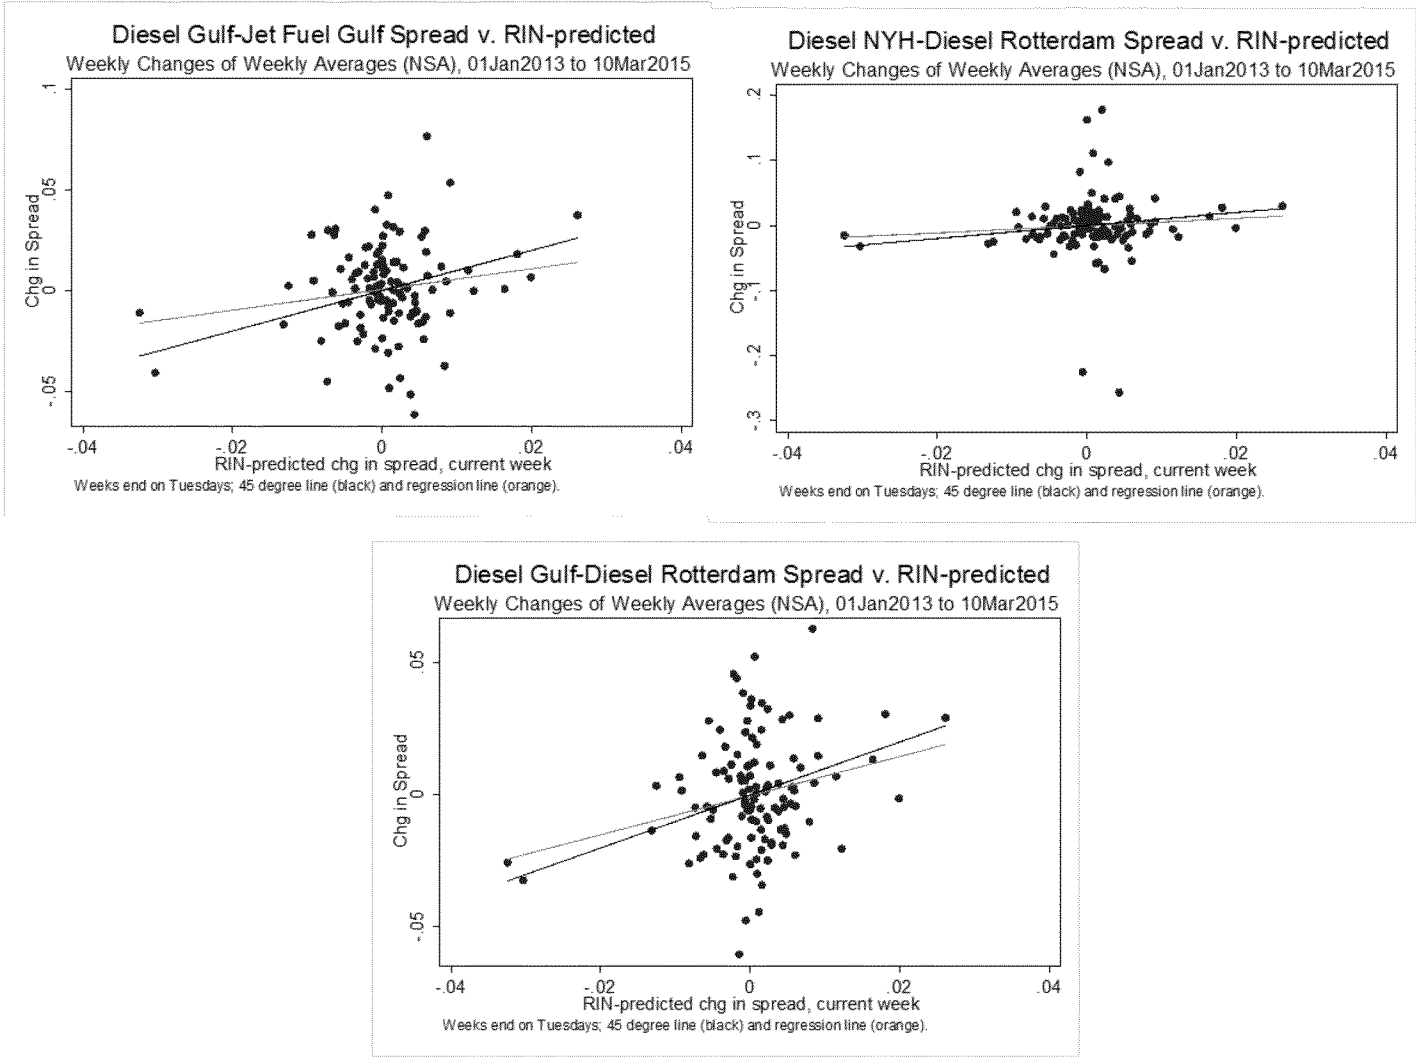 Diesel Gulf-Jet Fuel Gulf Spread v. RIN-predicted
Weekly Changes of Weekly Averages (NSA), 01Jan2013 to 10Mar2015
Chg in Spread
.1
.05
0
-.05
-.04
-.02
0
.02
.04
RIN-predicted chg in spread, current week
Weeks end on Tuesdays; 45 degree line (black) and regression line (orange).
Diesel NYH-Diesel Rotterdam Spread v. RIN-predicted
Weekly Changes of Weekly Averages (NSA), 01Jan2013 to 10Mar2015
Chg in Spread
.2
.1
0
-.1
-.2
-.3
-.04
-.02
0
.02
.04
RIN-predicted chg in spread, current week
Weeks end on Tuesdays; 45 degree line (black) and regression line (orange).
Diesel Gulf-Diesel Rotterdam Spread v. RIN-predicted
Weekly Changes of Weekly Averages (NSA), 01Jan2013 to 10Mar2015
Chg in Spread
.05
0
-.05
-.04
-.02
0
.02
.04
RIN-predicted chg in spread, current week
Weeks end on Tuesdays; 45 degree line (black) and regression line (orange).